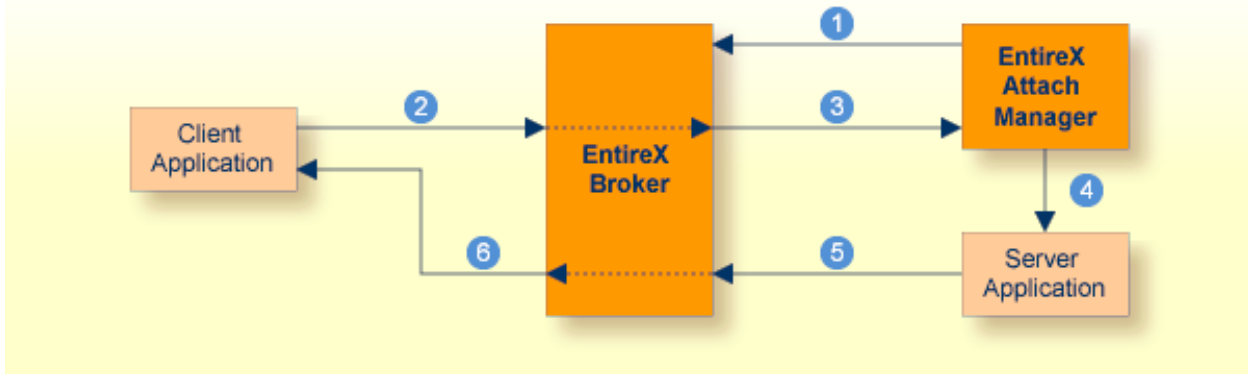 1
EntireX
Attach
Manager
2
3
Client
Application
EntireX
Broker
4
6
5
Server
Application